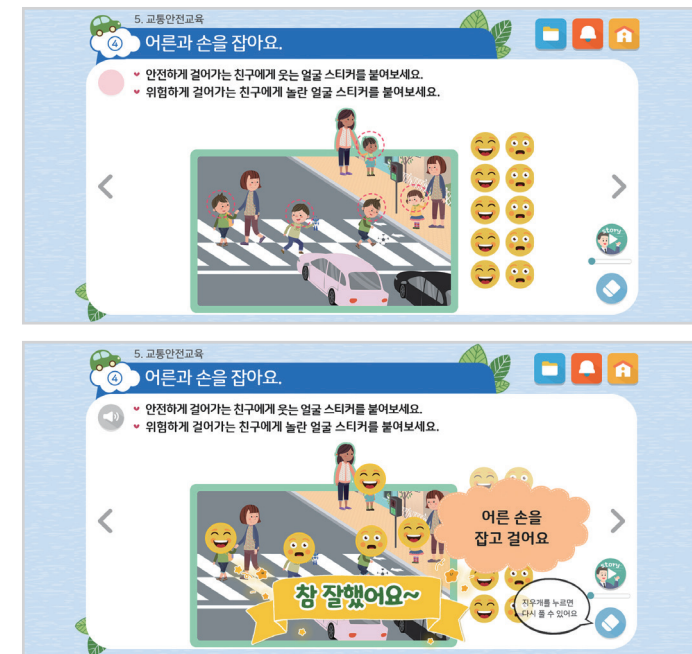 5. 교통안전교육
4 어른과 손을 잡아요.
안전하게 걸어가는 친구에게 웃는 얼굴 스티커를 붙여보세요.
위험하게 걸어가는 친구에게 놀란 얼굴 스티커를 붙여보세요.
story
5. 교통안전교육
4 어른과 손을 잡아요.
안전하게 걸어가는 친구에게 웃는 얼굴 스티커를 붙여보세요.
위험하게 걸어가는 친구에게 놀란 얼굴 스티커를 붙여보세요.
어른 손을
잡고 걸어요
story
참 잘했어요~
지우개를 누르면
다시 풀 수 있어요